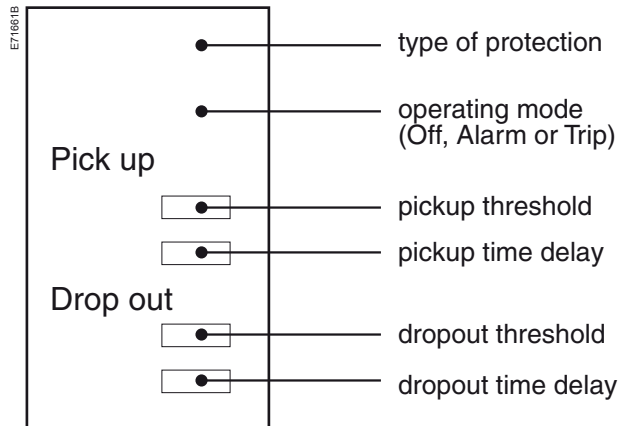 E71661B
type of protection
operating mode
(Off, Alarm or Trip)
Pick up
pickup threshold
pickup time delay
Drop out
dropout threshold
dropout time delay